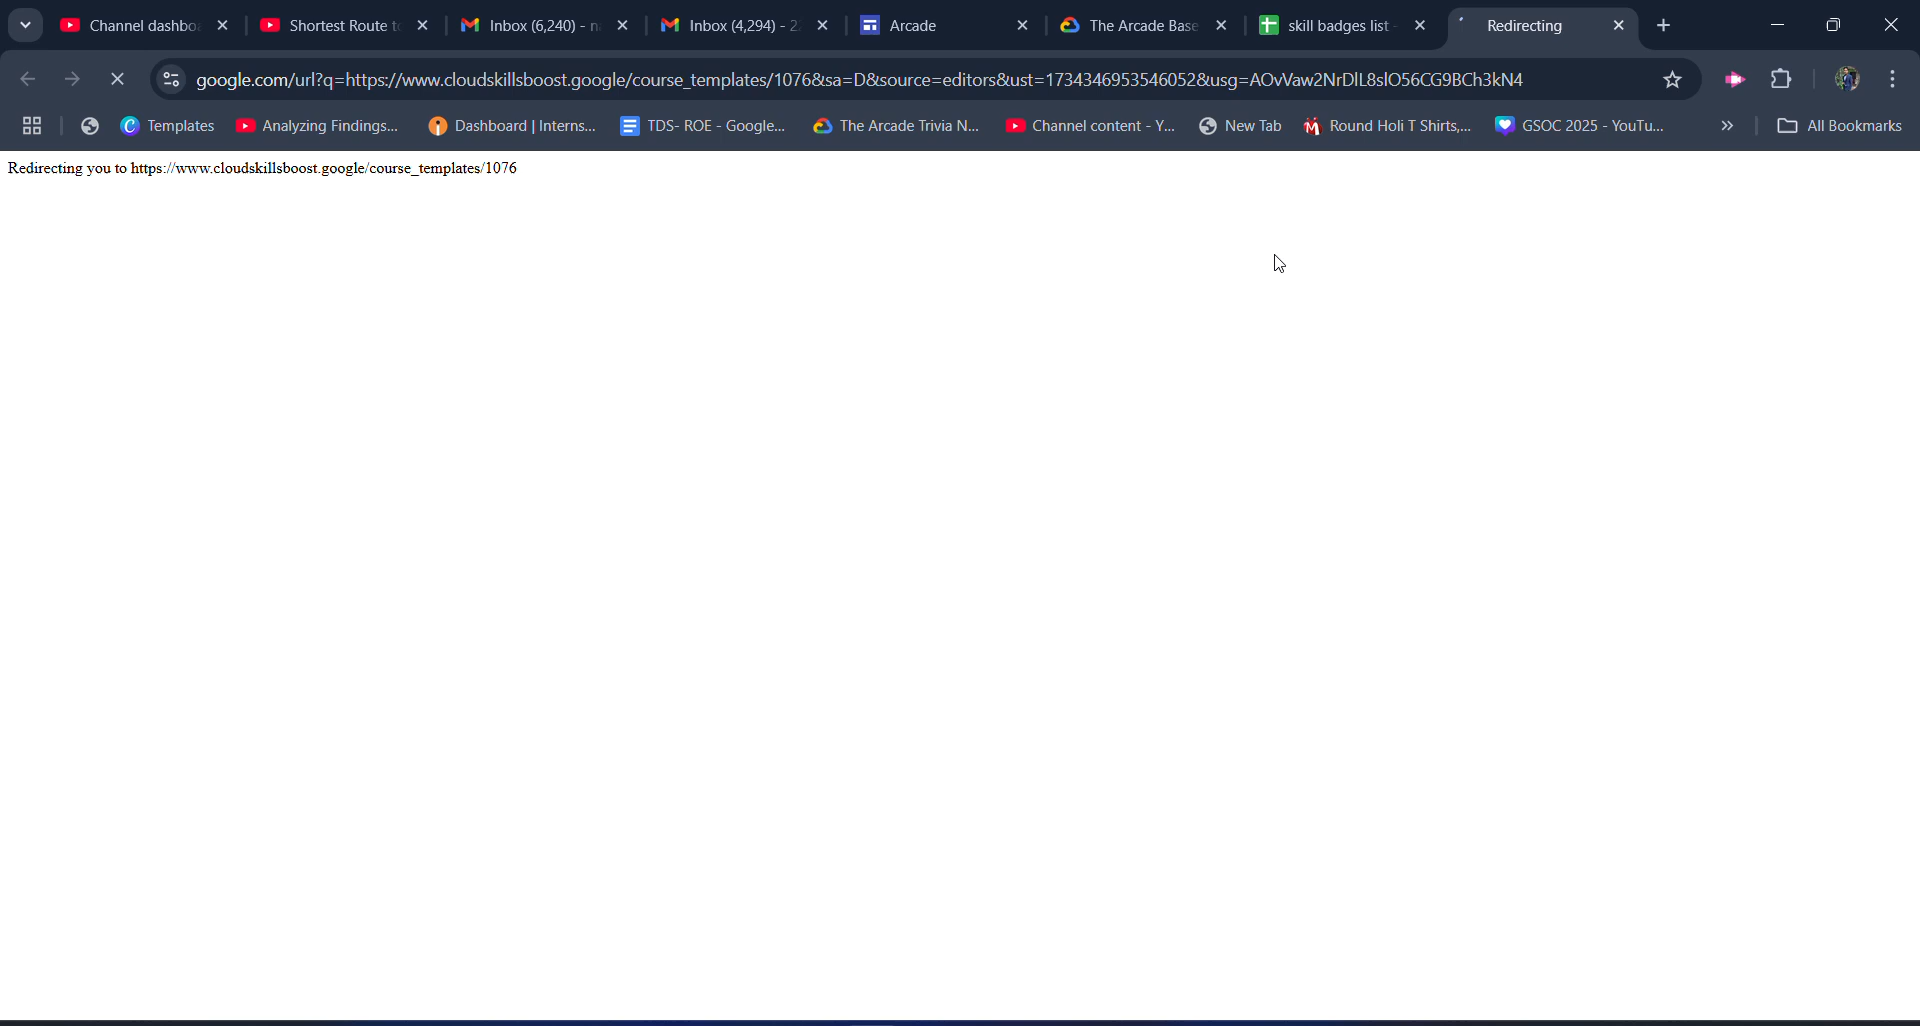 Channel dashbo
Shortest Route t
Inbox (6,240) - n
Inbox (4,294) - 2
Arcade
The Arcade Base
skill badges list -
Redirecting
google.com/url?q=https://www.cloudskillsboost.google/course_templates/1076&sa=D&source=editors&ust=1734346953546052&usg=AOvVaw2NrDlL8slO56CG9BCh3kN4
Templates
Analyzing Findings...
Dashboard | Interns...
TDS- ROE - Google...
The Arcade Trivia N...
Channel content - Y...
New Tab
Round Holi T Shirts,...
GSOC 2025 - YouTu...
All Bookmarks
Redirecting you to https://www.cloudskillsboost.google/course_templates/1076